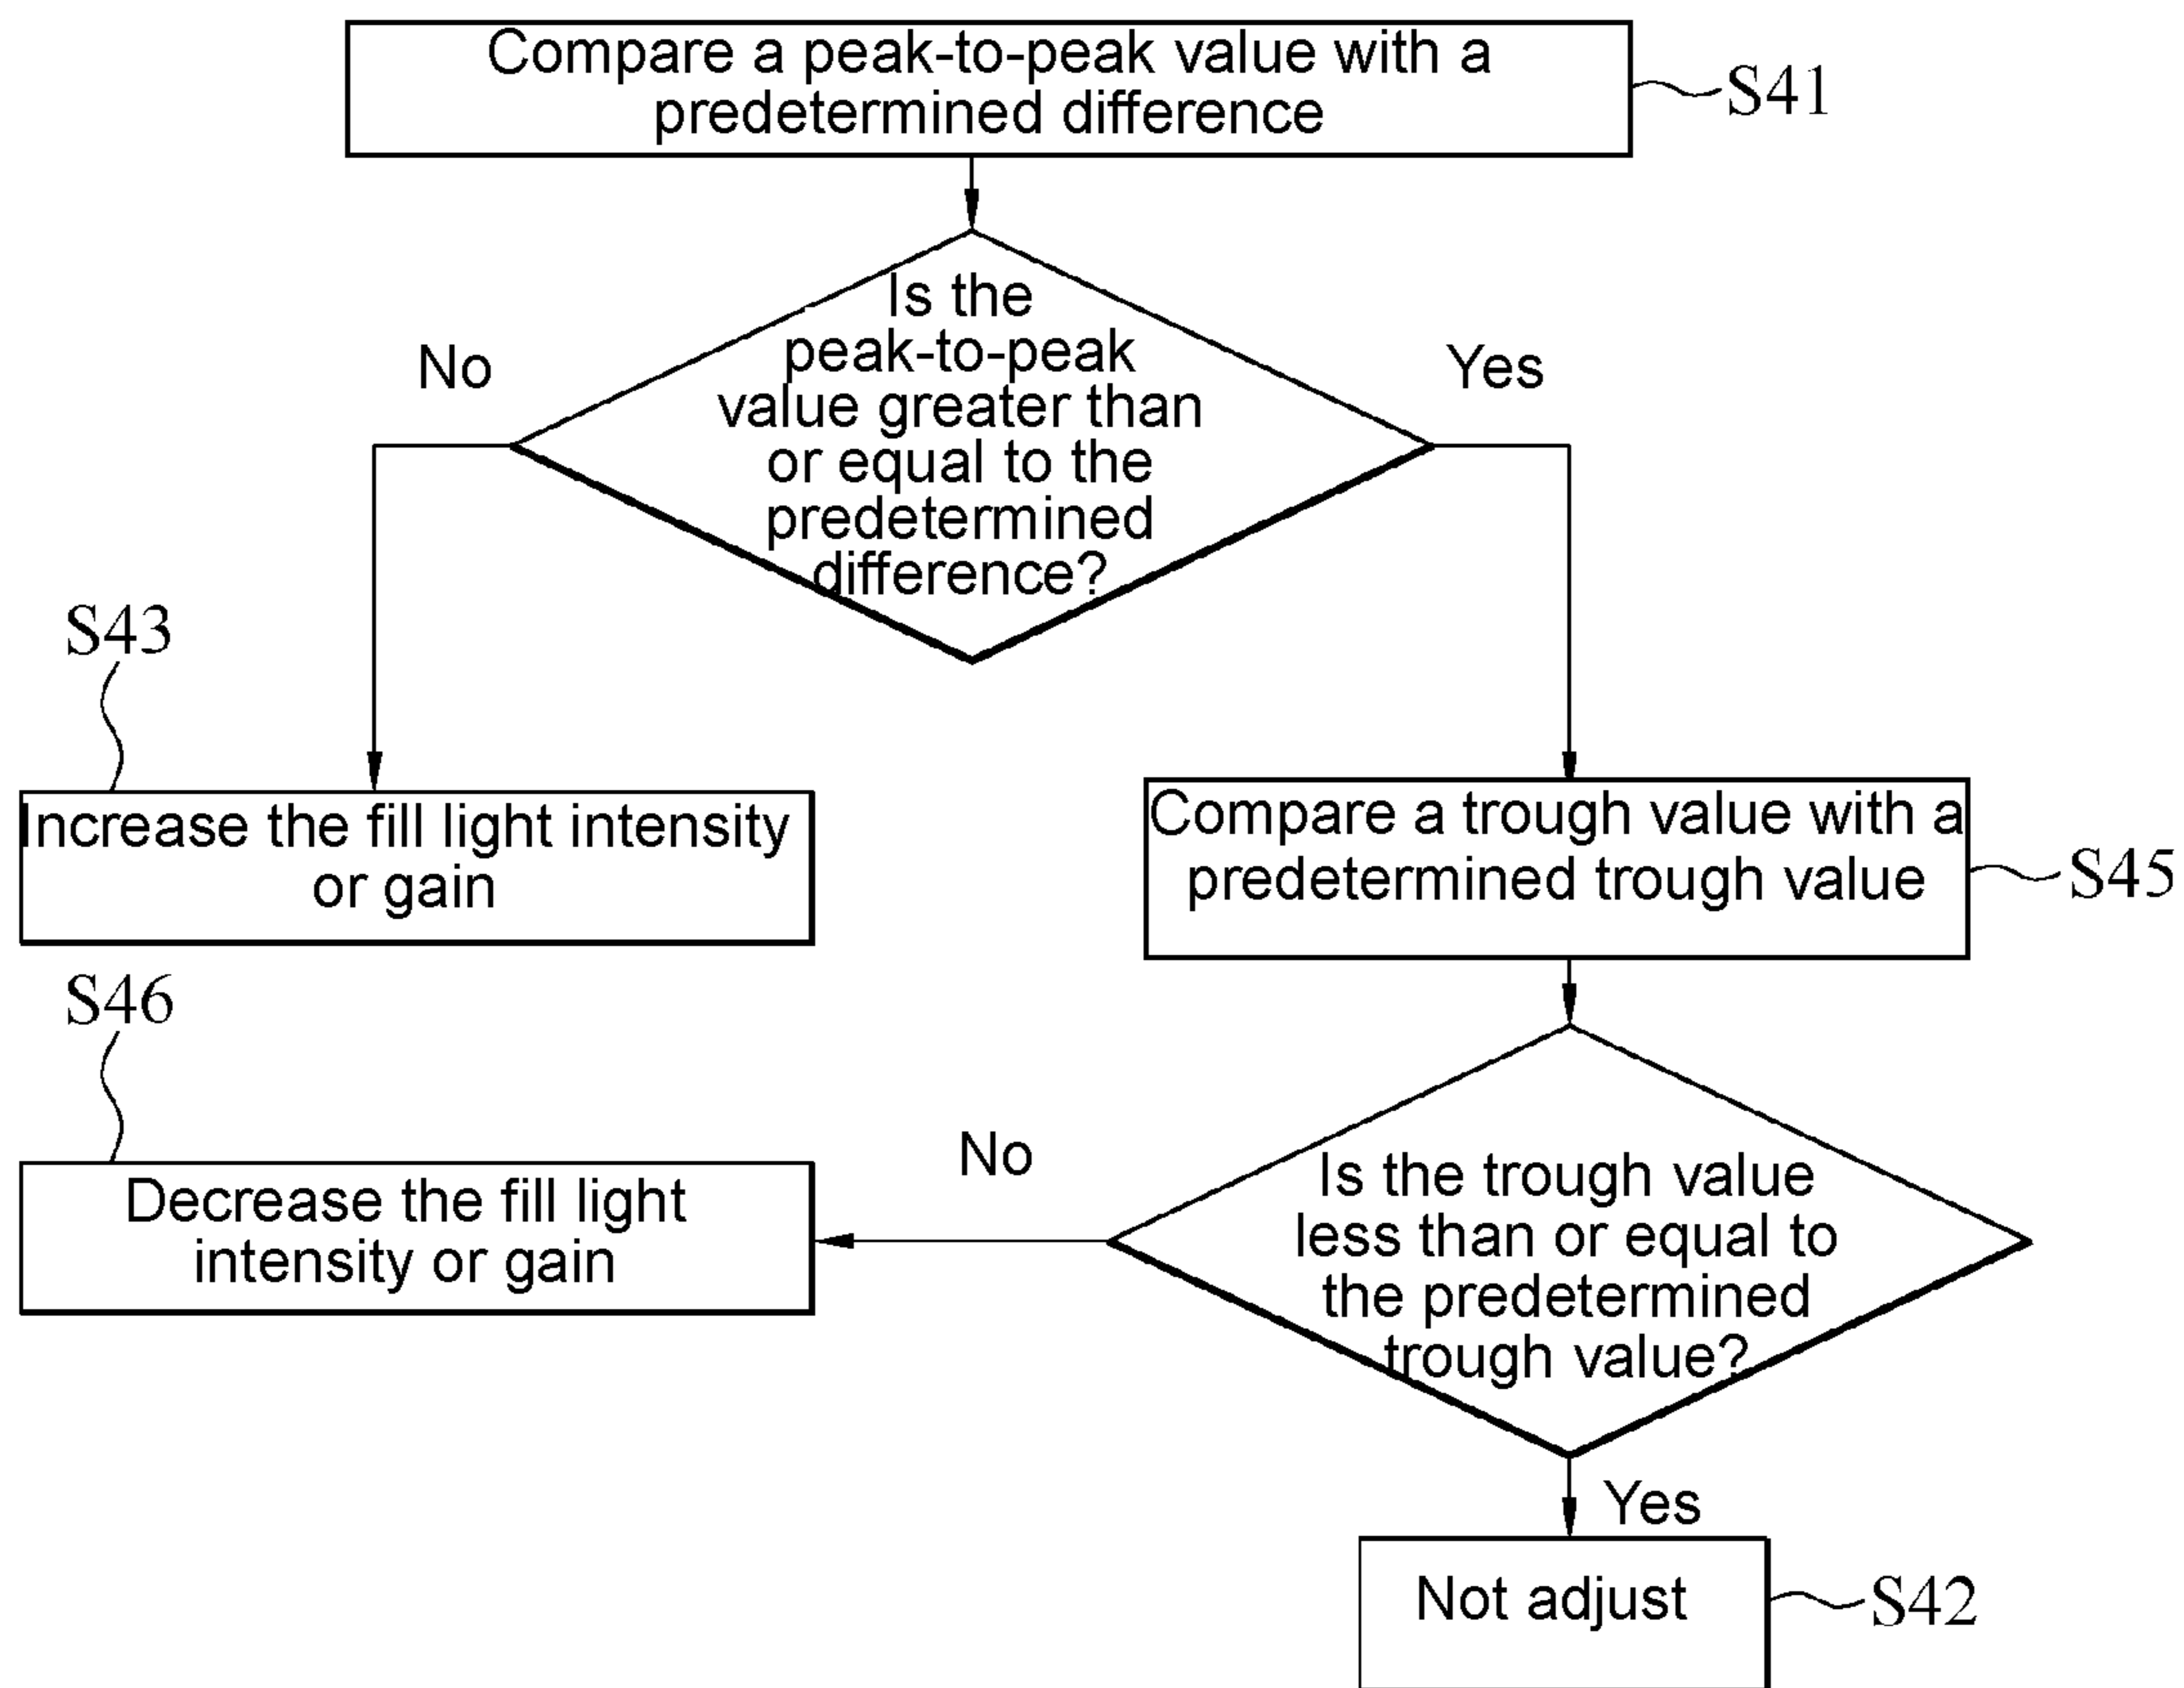 Compare a peak-to-peak value with a
predetermined difference
S41
Is the
peak-to-peak
value greater than
or equal to the
predetermined
difference?
No
Yes
S43
Increase the fill light intensity
or gain
Compare a trough value with a
predetermined trough value
S45
S46
Decrease the fill light
intensity or gain
No
Is the trough value
less than or equal to
the predetermined
trough value?
Yes
Not adjust
S42